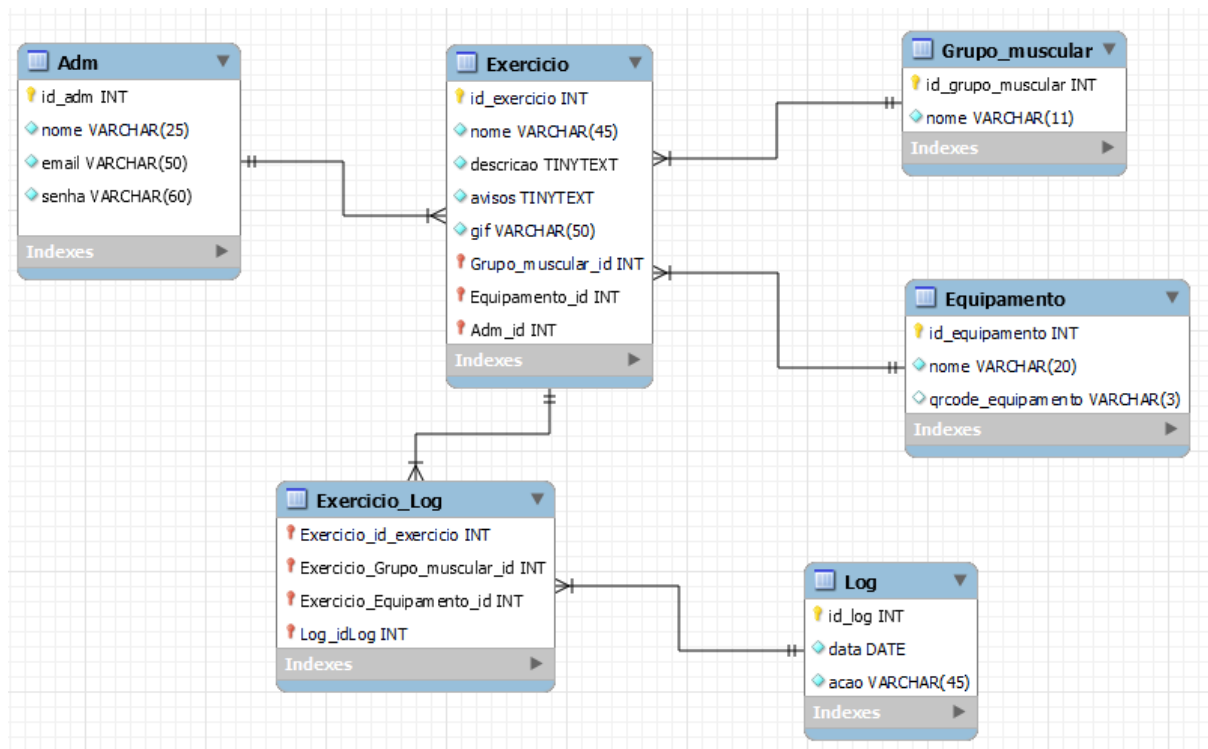 Adm
id_adm INT
nome VARCHAR(25)
email VARCHAR(50)
senha VARCHAR(60)
Indexes
Exercicio
id_exercicio INT
nome VARCHAR(45)
descricao TINYTEXT
avisos TINYTEXT
gif VARCHAR(50)
Grupo_muscular_id INT
Equipamento_id INT
Adm_id INT
Indexes
Grupo_muscular
id_grupo_muscular INT
nome VARCHAR(11)
Indexes
Equipamento
id_equipamento INT
nome VARCHAR(20)
qrcode_equipamento VARCHAR(3)
Indexes
Exercicio_Log
Exercicio_id_exercicio INT
Exercicio_Grupo_muscular_id INT
Exercicio_Equipamento_id INT
Log_idLog INT
Indexes
Log
id_log INT
data DATE
acao VARCHAR(45)
Indexes